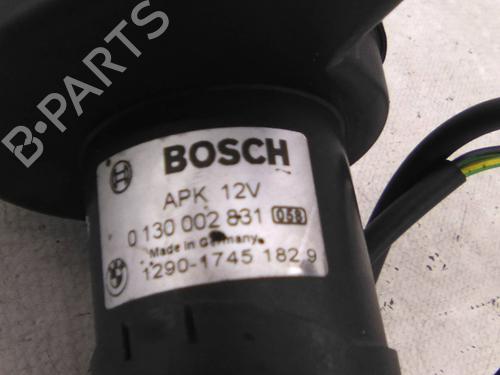 B-PARTS
BOSCH
APK 12V
0 130 002 831 058
Made in Germany
1290-1745 182 9